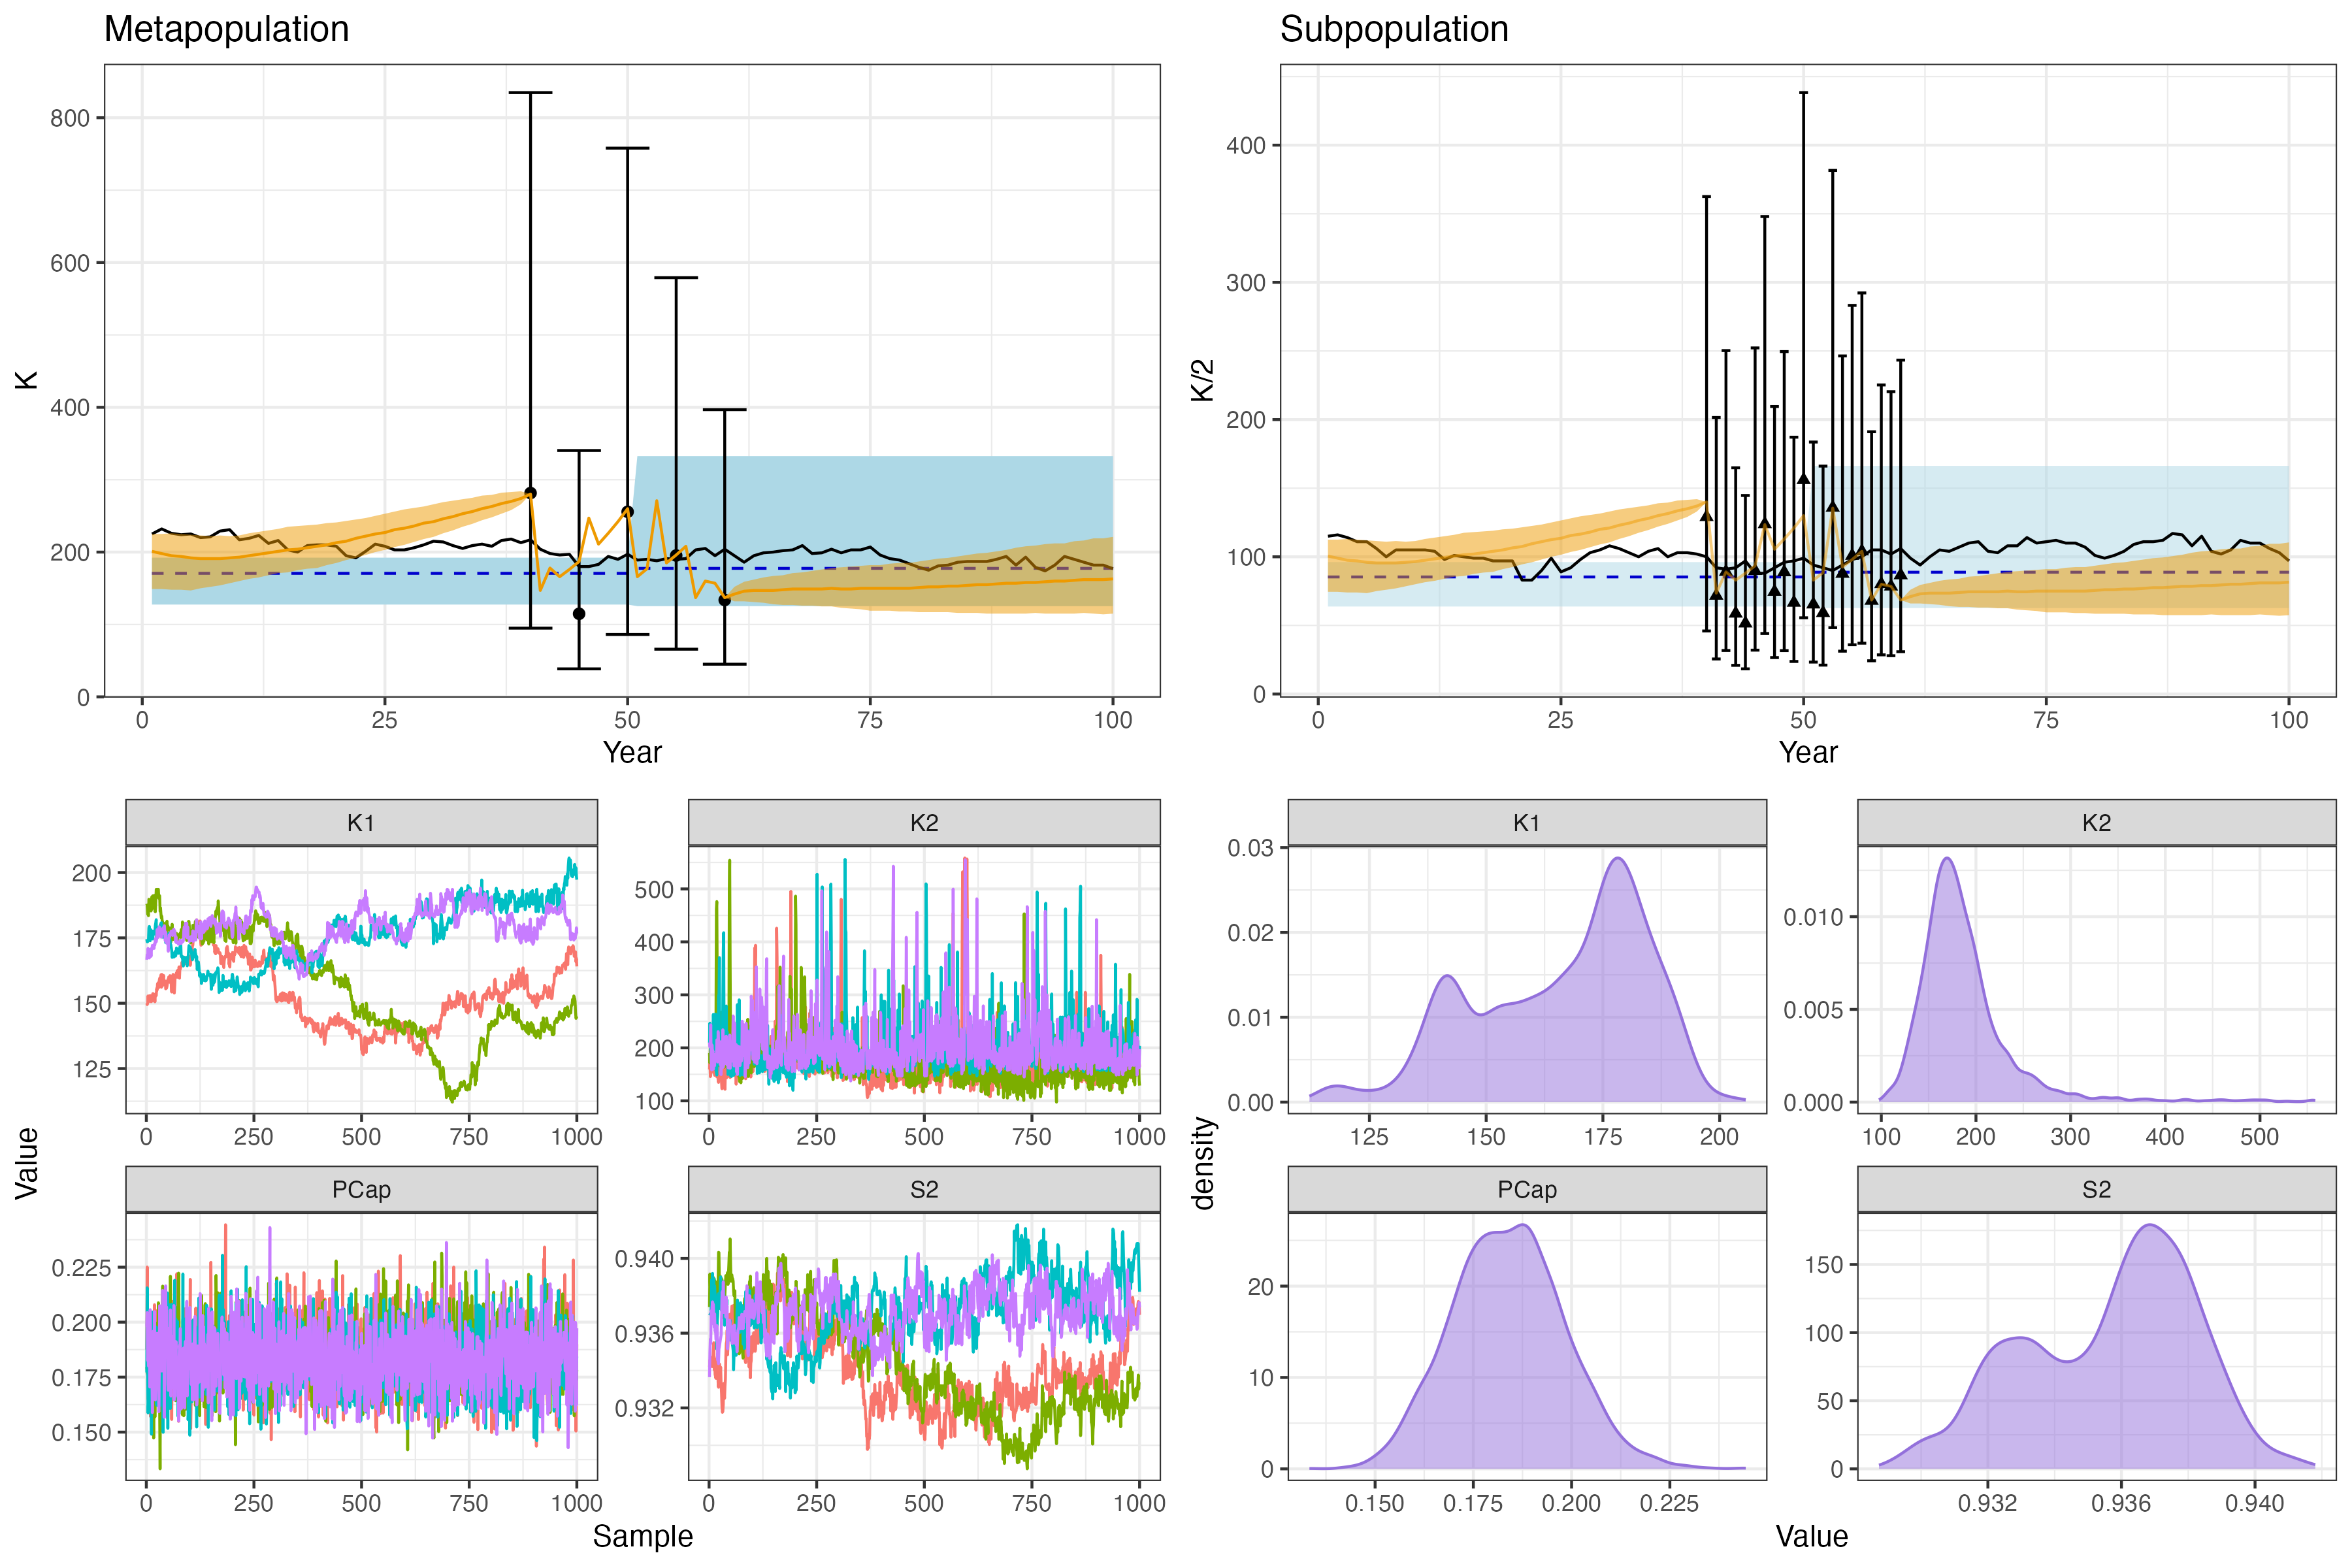 Metapopulation
800
600
400
200
0
K
0 25 50 75 100
Year
Subpopulation
400
300
200
100
0
K/2
0 25 50 75 100
Year
Value
K1
200
175
150
125
0 250 500 750 1000
K2
500
400
300
200
100
0 250 500 750 1000
PCap
0.225
0.200
0.175
0.150
0 250 500 750 1000
S2
0.940
0.936
0.932
0 250 500 750 1000
Sample
density
K1
0.03
0.02
0.01
0.00
125 150 175 200
K2
0.010
0.005
0.000
100 200 300 400 500
PCap
20
10
0
0.150 0.175 0.200 0.225
S2
150
100
50
0
0.932 0.936 0.940
Value